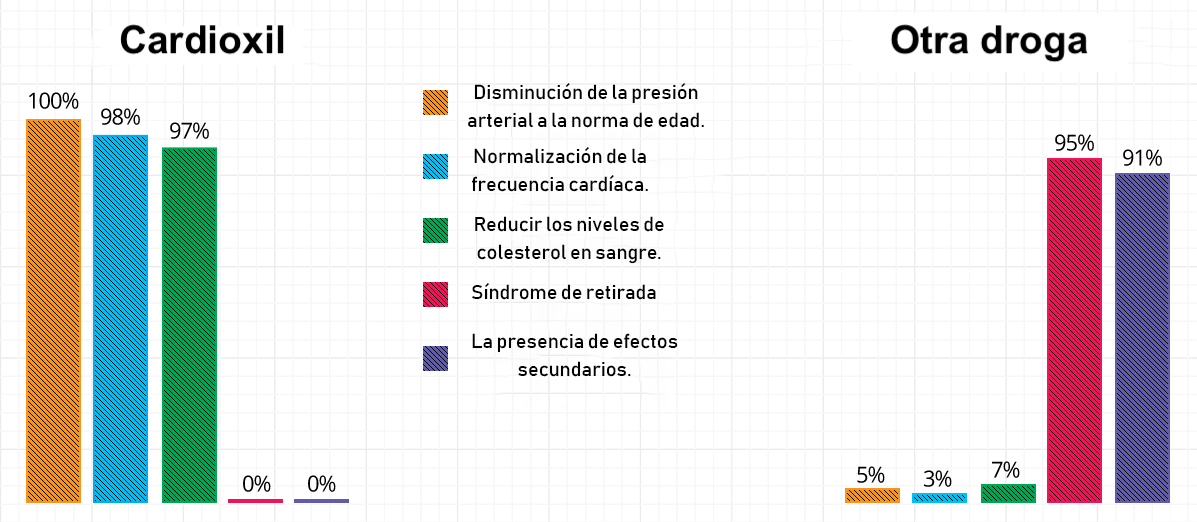 Cardioxil
Otra droga
100%
98%
97%
0%
0%
Disminución de la presión
arterial a la norma de edad.
Normalización de la
frecuencia cardíaca.
Reducir los niveles de
colesterol en sangre.
Síndrome de retirada
La presencia de efectos
secundarios.
5%
3%
7%
95%
91%